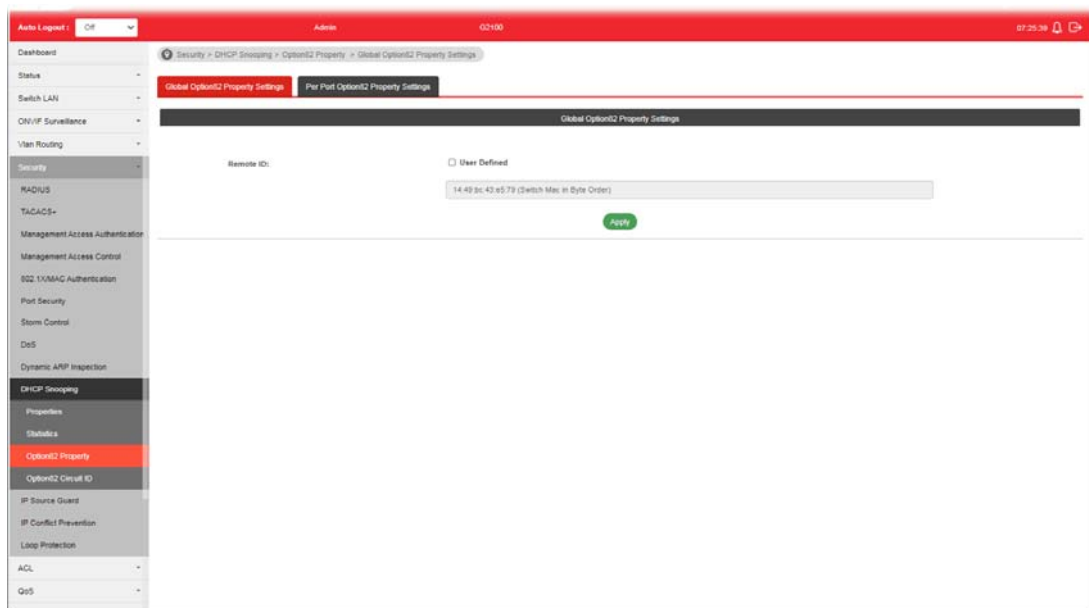 Auto Logout : Off Admin G2100 07:25:39
Dashboard
Security > DHCP Snooping > Option82 Property > Global Option82 Property Settings
Status
Global Option82 Property Settings Per Port Option82 Property Settings
Switch LAN
ONVIF Surveillance
Global Option82 Property Settings
Vlan Routing
Security
Remote ID:
User Defined
RADIUS
14:49:bc:43:e5:79 (Switch Mac in Byte Order)
TACACS+
Apply
Management Access Authentication
Management Access Control
802.1X/MAC Authentication
Port Security
Storm Control
DoS
Dynamic ARP Inspection
DHCP Snooping
Properties
Statistics
Option82 Property
Option82 Circuit ID
IP Source Guard
IP Conflict Prevention
Loop Protection
ACL
QoS